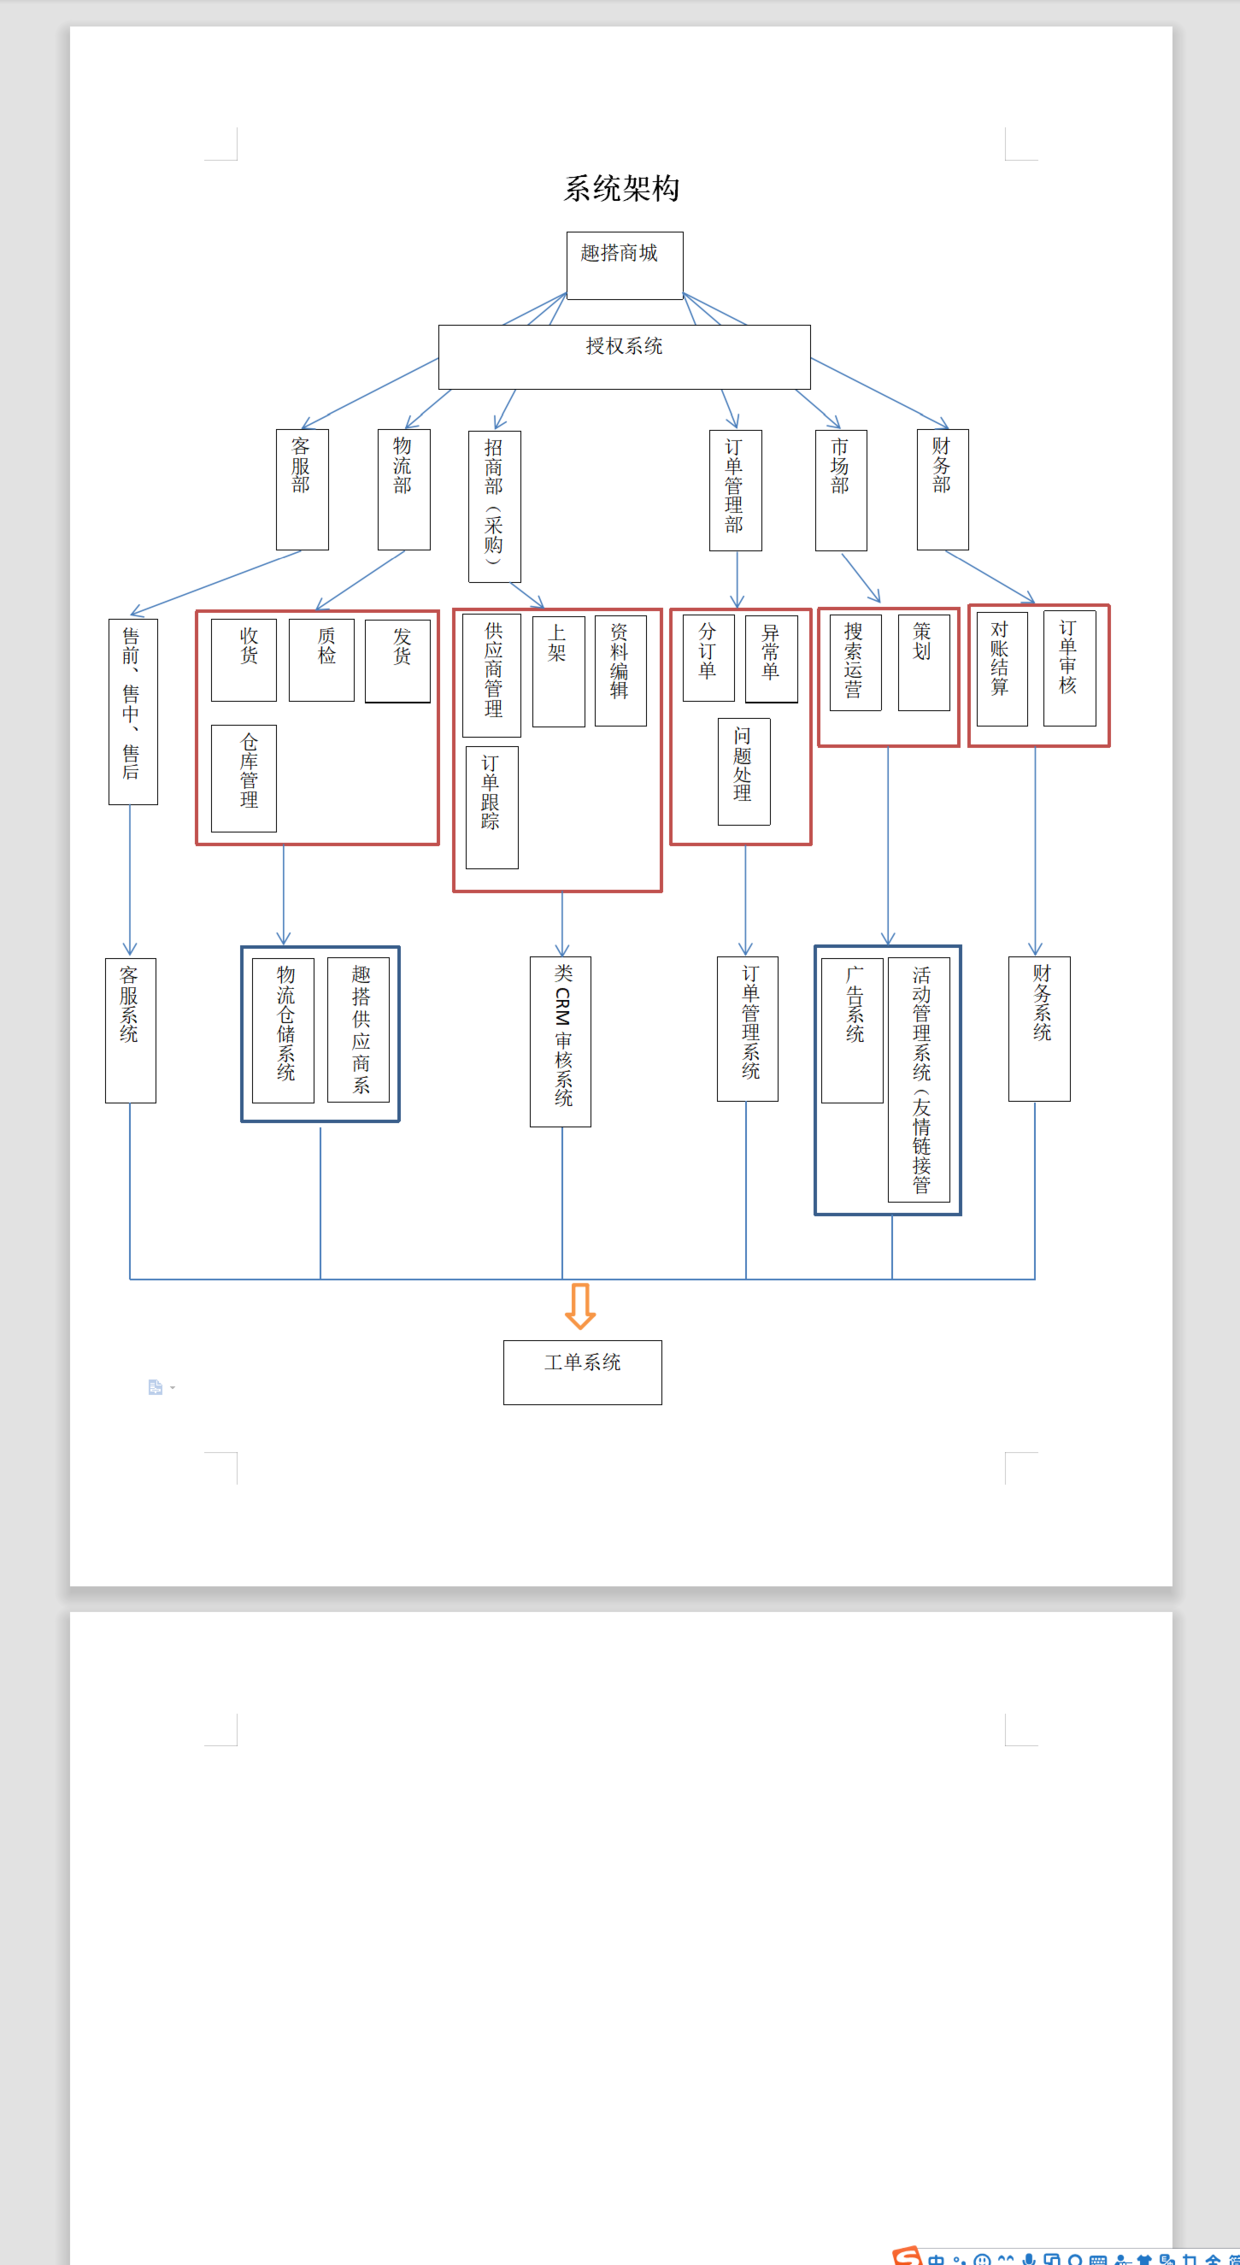 系统架构
趣搭商城
授权系统
客服部
物流部
招商部（采购）
订单管理部
市场部
财务部
售前、售中、售后
收货
质检
发货
仓库管理
供应商管理
上架
资料编辑
订单跟踪
分订单
异常单
问题处理
搜索运营
策划
对账结算
订单审核
客服系统
物流仓储系统
趣搭供应商系
类CRM审核系统
订单管理系统
广告系统
活动管理系统（友情链接管
财务系统
工单系统
中